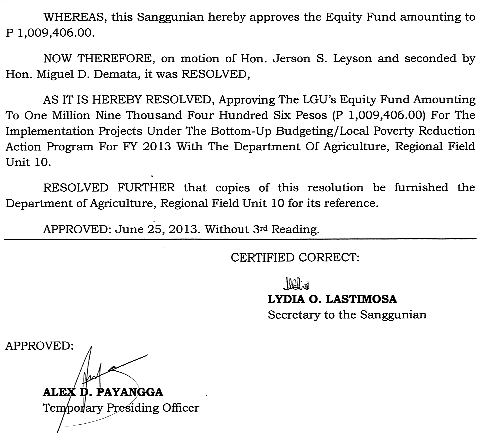 WHEREAS, this Sanggunian hereby approves the Equity Fund amounting to
P 1,009,406.00.
NOW THEREFORE, on motion of Hon. Jerson S. Leyson and seconded by
Hon. Miguel D. Demata, it was RESOLVED,
AS IT IS HEREBY RESOLVED, Approving The LGU's Equity Fund Amounting
To One Million Nine Thousand Four Hundred Six Pesos (P 1,009,406.00) For The
Implementation Projects Under The Bottom-Up Budgeting/Local Poverty Reduction
Action Program For FY 2013 With The Department Of Agriculture, Regional Field
Unit 10.
RESOLVED FURTHER that copies of this resolution be furnished the
Department of Agriculture, Regional Field Unit 10 for its reference.
APPROVED: June 25, 2013. Without 3rd Reading.
CERTIFIED CORRECT:
LYDIA O. LASTIMOSA
Secretary to the Sanggunian
APPROVED:
ALEX D. PAYANGGA
Temporary Presiding Officer